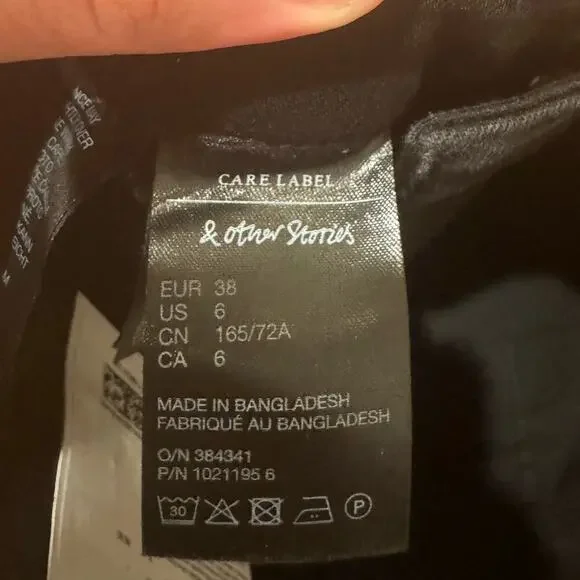 CARE LABEL
& other Stories
EUR 38
US 6
CN 165/72A
CA 6
MADE IN BANGLADESH
FABRIQUÉ AU BANGLADESH
O/N 384341
P/N 1021195 6
30
P